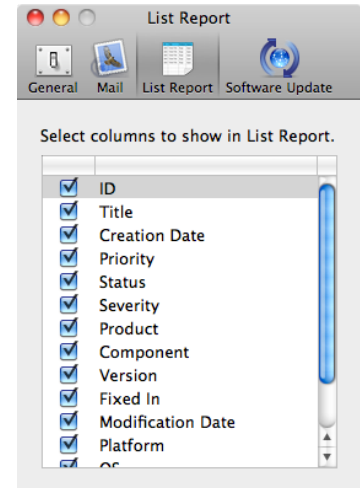 List Report
General Mail List Report Software Update
Select columns to show in List Report.
ID
Title
Creation Date
Priority
Status
Severity
Product
Component
Version
Fixed In
Modification Date
Platform
OS